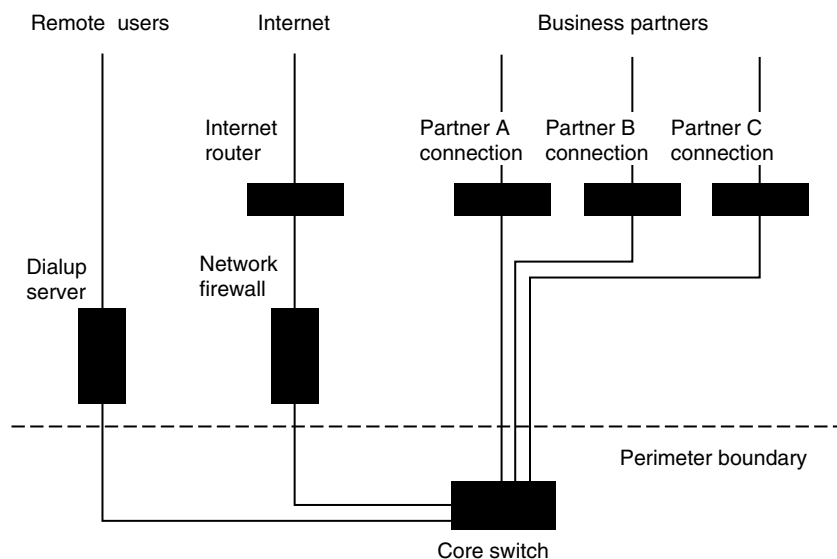 Remote users
Internet
Business partners
Internet
router
Partner A
connection
Partner B
connection
Partner C
connection
Dialup
server
Network
firewall
Perimeter boundary
Core switch